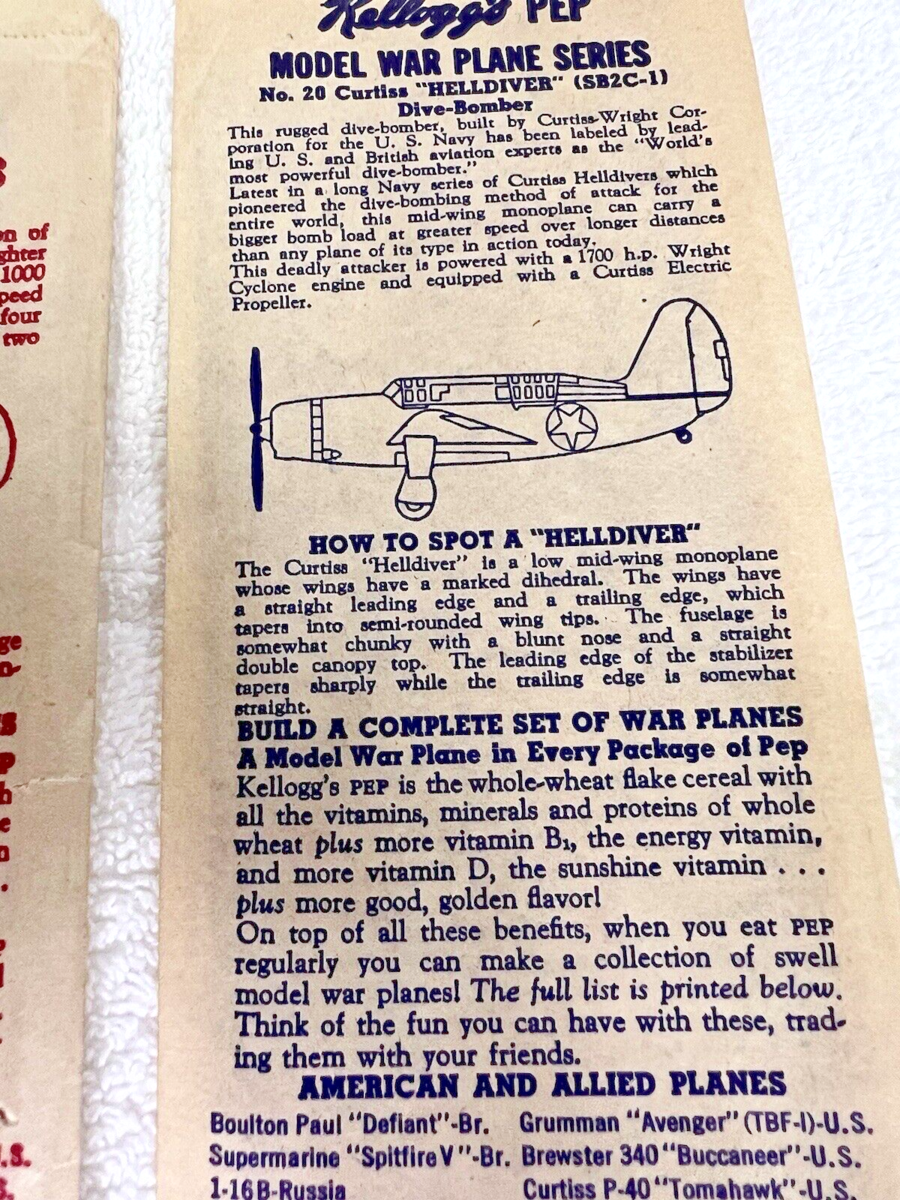 Kellogg's PEP
MODEL WAR PLANE SERIES
No. 20 Curtiss "HELLDIVER" (SB2C-1)
Dive-Bomber
This rugged dive-bomber, built by Curtiss-Wright Cor-
poration for the U. S. Navy has been labeled by lead-
ing U. S. and British aviation experts as the "World's
most powerful dive-bomber."
Latest in a long Navy series of Curtiss Helldivers which
pioneered the dive-bombing method of attack for the
entire world, this mid-wing monoplane can carry a
bigger bomb load at greater speed over longer distances
than any plane of its type in action today.
This deadly attacker is powered with a 1700 h.p. Wright
Cyclone engine and equipped with a Curtiss Electric
Propeller.
HOW TO SPOT A "HELLDIVER"
The Curtiss "Helldiver" is a low mid-wing monoplane
whose wings have a marked dihedral. The wings have
a straight leading edge and a trailing edge, which
tapers into semi-rounded wing tips. The fuselage is
somewhat chunky with a blunt nose and a straight
double canopy top. The leading edge of the stabilizer
tapers sharply while the trailing edge is somewhat
straight.
BUILD A COMPLETE SET OF WAR PLANES
A Model War Plane in Every Package of Pep
Kellogg's PEP is the whole-wheat flake cereal with
all the vitamins, minerals and proteins of whole
wheat plus more vitamin B₁, the energy vitamin,
and more vitamin D, the sunshine vitamin . . .
plus more good, golden flavor!
On top of all these benefits, when you eat PEP
regularly you can make a collection of swell
model war planes! The full list is printed below.
Think of the fun you can have with these, trad-
ing them with your friends.
AMERICAN AND ALLIED PLANES
Boulton Paul "Defiant"-Br. Grumman "Avenger" (TBF-I)-U.S.
Supermarine "Spitfire V"-Br. Brewster 340 "Buccaneer"-U.S.
1-16B-Russia Curtiss P-40 "Tomahawk"-U.S.
on of
ghter
1000
peed
four
two